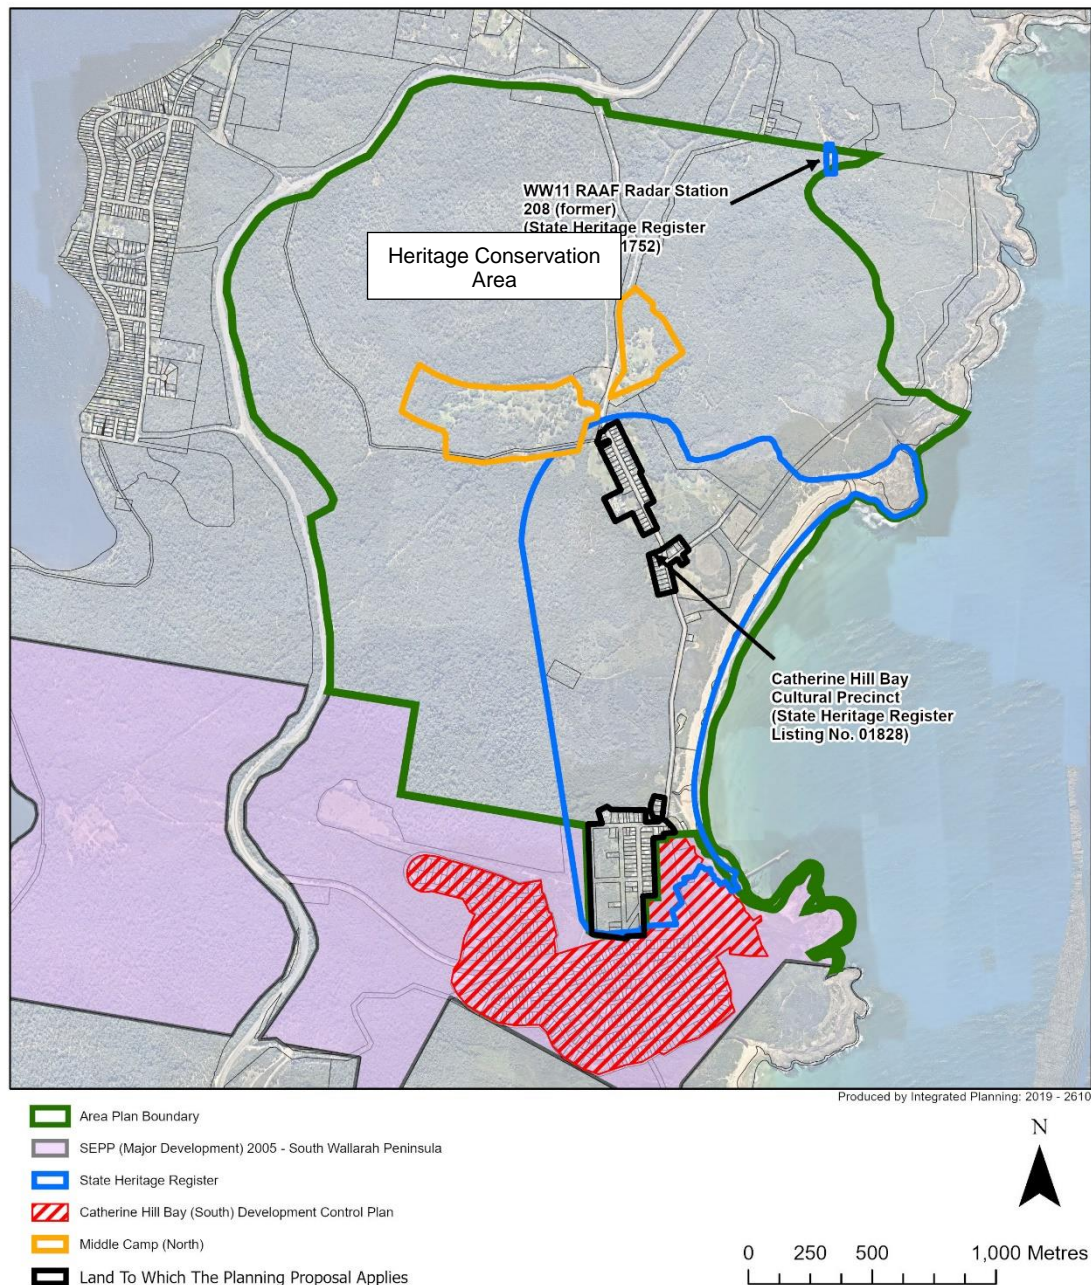 WW11 RAAF Radar Station
208 (former)
(State Heritage Register
1752)
Heritage Conservation
Area
Catherine Hill Bay
Cultural Precinct
(State Heritage Register
Listing No. 01828)
Produced by Integrated Planning: 2019 - 2610
Area Plan Boundary
SEPP (Major Development) 2005 - South Wallarah Peninsula
State Heritage Register
Catherine Hill Bay (South) Development Control Plan
Middle Camp (North)
Land To Which The Planning Proposal Applies
N
0 250 500 1,000 Metres